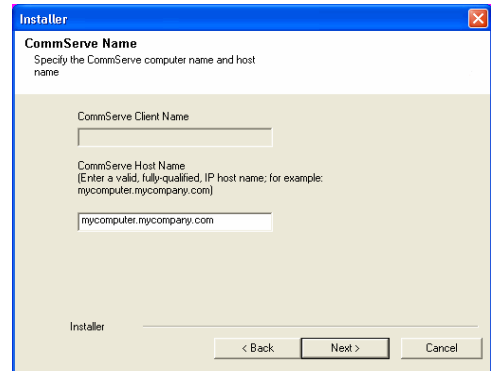 Installer
CommServe Name
Specify the CommServe computer name and host
name
CommServe Client Name
CommServe Host Name
(Enter a valid, fully-qualified, IP host name; for example:
mycomputer.mycompany.com)
mycomputer.mycompany.com
Installer
< Back
Next >
Cancel